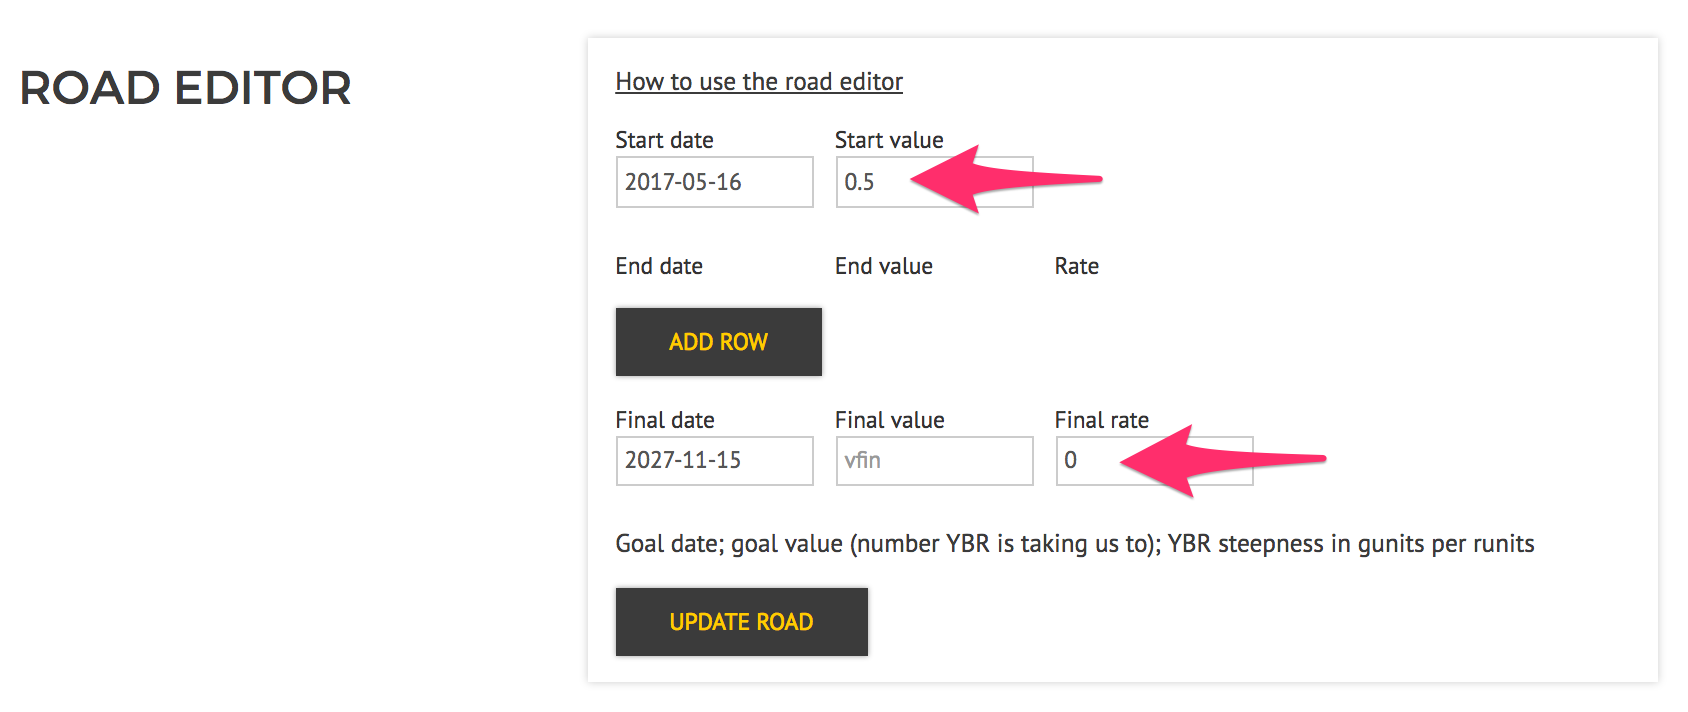 ROAD EDITOR
How to use the road editor
Start date Start value
2017-05-16 0.5
End date End value Rate
ADD ROW
Final date Final value Final rate
2027-11-15 vfin 0
Goal date; goal value (number YBR is taking us to); YBR steepness in gunits per runits
UPDATE ROAD